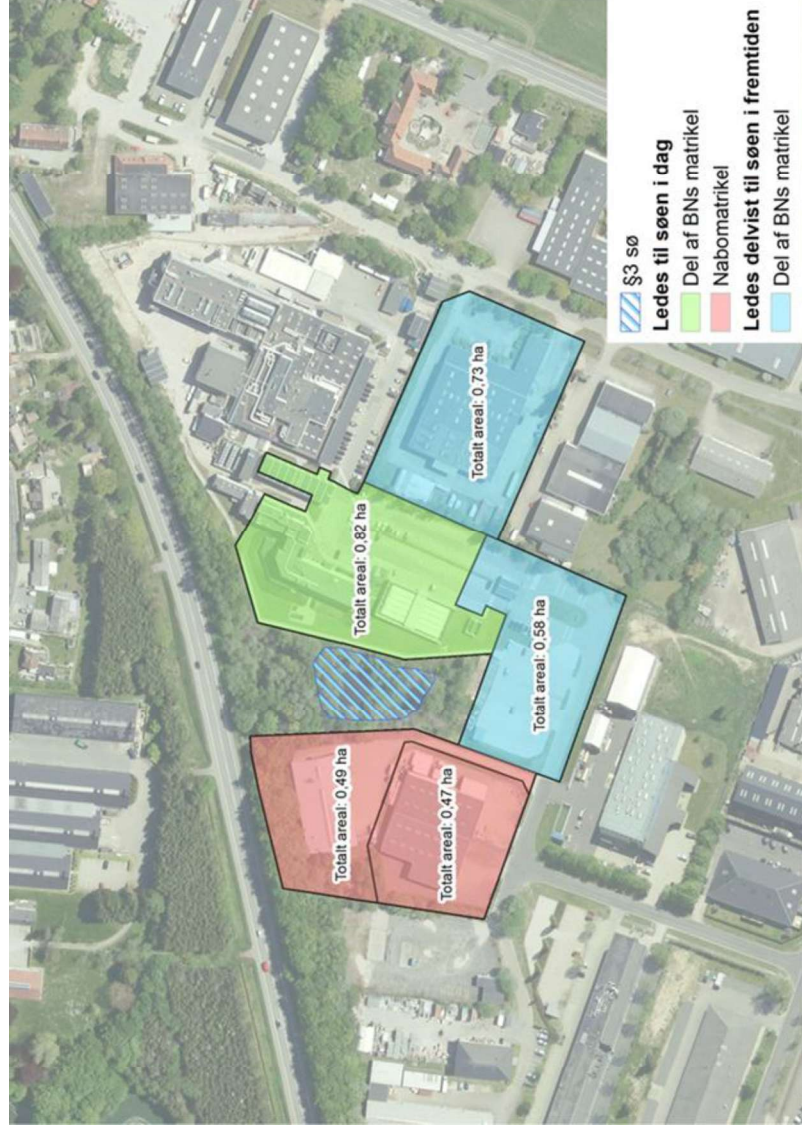 Totalt areal: 0,49 ha
Totalt areal: 0,47 ha
Totalt areal: 0,82 ha
Totalt areal: 0,58 ha
Totalt areal: 0,73 ha
§3 sø
Ledes til søen i dag
Del af BNs matrikel
Nabomatrikel
Ledes delvist til søen i fremtiden
Del af BNs matrikel